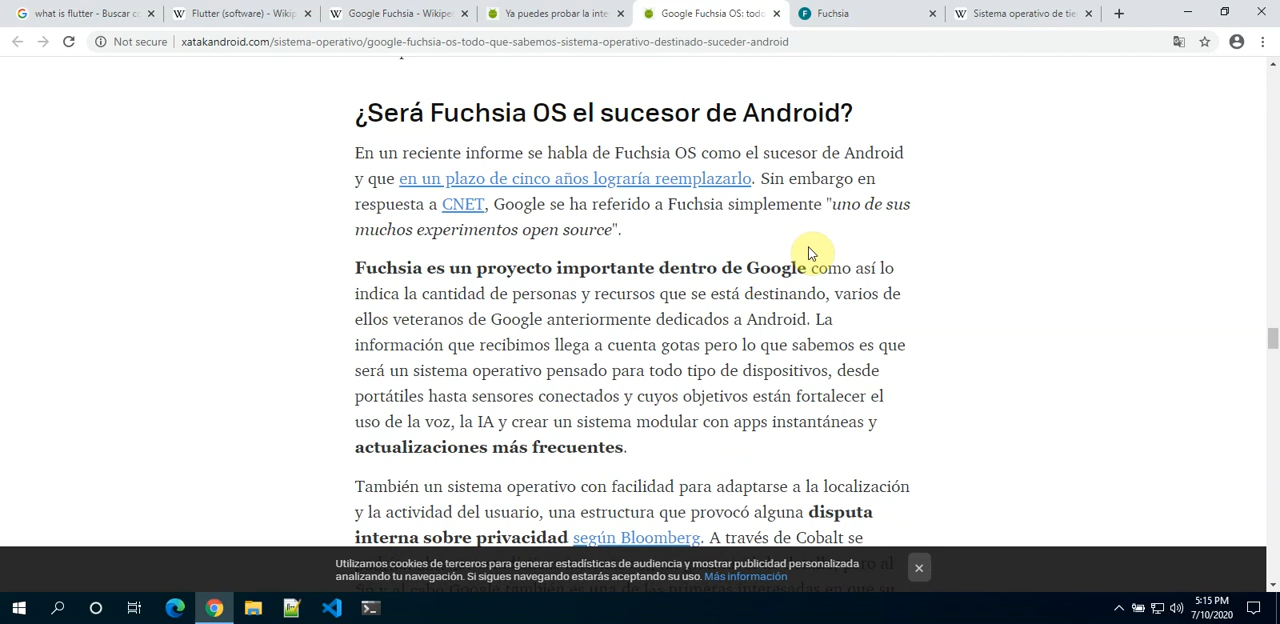 what is flutter - Buscar c
Flutter (software) - Wikip
Google Fuchsia - Wikipe
Ya puedes probar la inte
Google Fuchsia OS: todo
Fuchsia
Sistema operativo de tie
Not secure
xatakandroid.com/sistema-operativo/google-fuchsia-os-todo-que-sabemos-sistema-operativo-destinado-suceder-android
¿Será Fuchsia OS el sucesor de Android?
En un reciente informe se habla de Fuchsia OS como el sucesor de Android
y que en un plazo de cinco años lograría reemplazarlo. Sin embargo en
respuesta a CNET, Google se ha referido a Fuchsia simplemente "uno de sus
muchos experimentos open source".
Fuchsia es un proyecto importante dentro de Google como así lo
indica la cantidad de personas y recursos que se está destinando, varios de
ellos veteranos de Google anteriormente dedicados a Android. La
información que recibimos llega a cuenta gotas pero lo que sabemos es que
será un sistema operativo pensado para todo tipo de dispositivos, desde
portátiles hasta sensores conectados y cuyos objetivos están fortalecer el
uso de la voz, la IA y crear un sistema modular con apps instantáneas y
actualizaciones más frecuentes.
También un sistema operativo con facilidad para adaptarse a la localización
y la actividad del usuario, una estructura que provocó alguna disputa
interna sobre privacidad según Bloomberg. A través de Cobalt se
Utilizamos cookies de terceros para generar estadísticas de audiencia y mostrar publicidad personalizada
analizando tu navegación. Si sigues navegando estarás aceptando su uso. Más información
5:15 PM
7/10/2020